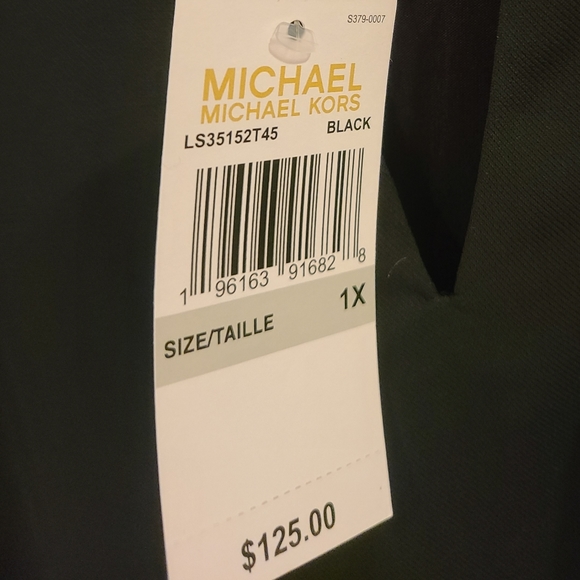 S379-0007
MICHAEL
MICHAEL KORS
LS35152T45 BLACK
1 96163 91682 8
SIZE/TAILLE 1X
$125.00